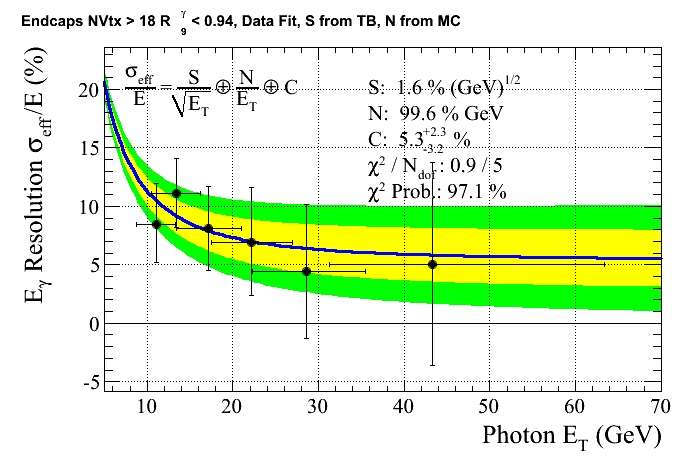 Endcaps NVtx > 18 R γ 9 < 0.94, Data Fit, S from TB, N from MC
σeff/E = S/√ET ⊕ N/ET ⊕ C
S: 1.6 % (GeV)^1/2
N: 99.6 % GeV
C: 5.3 +2.3 -3.2 %
χ² / Ndof: 0.9 / 5
χ² Prob.: 97.1 %
Eγ Resolution σeff/E (%)
20
15
10
5
0
-5
10 20 30 40 50 60 70
Photon ET (GeV)